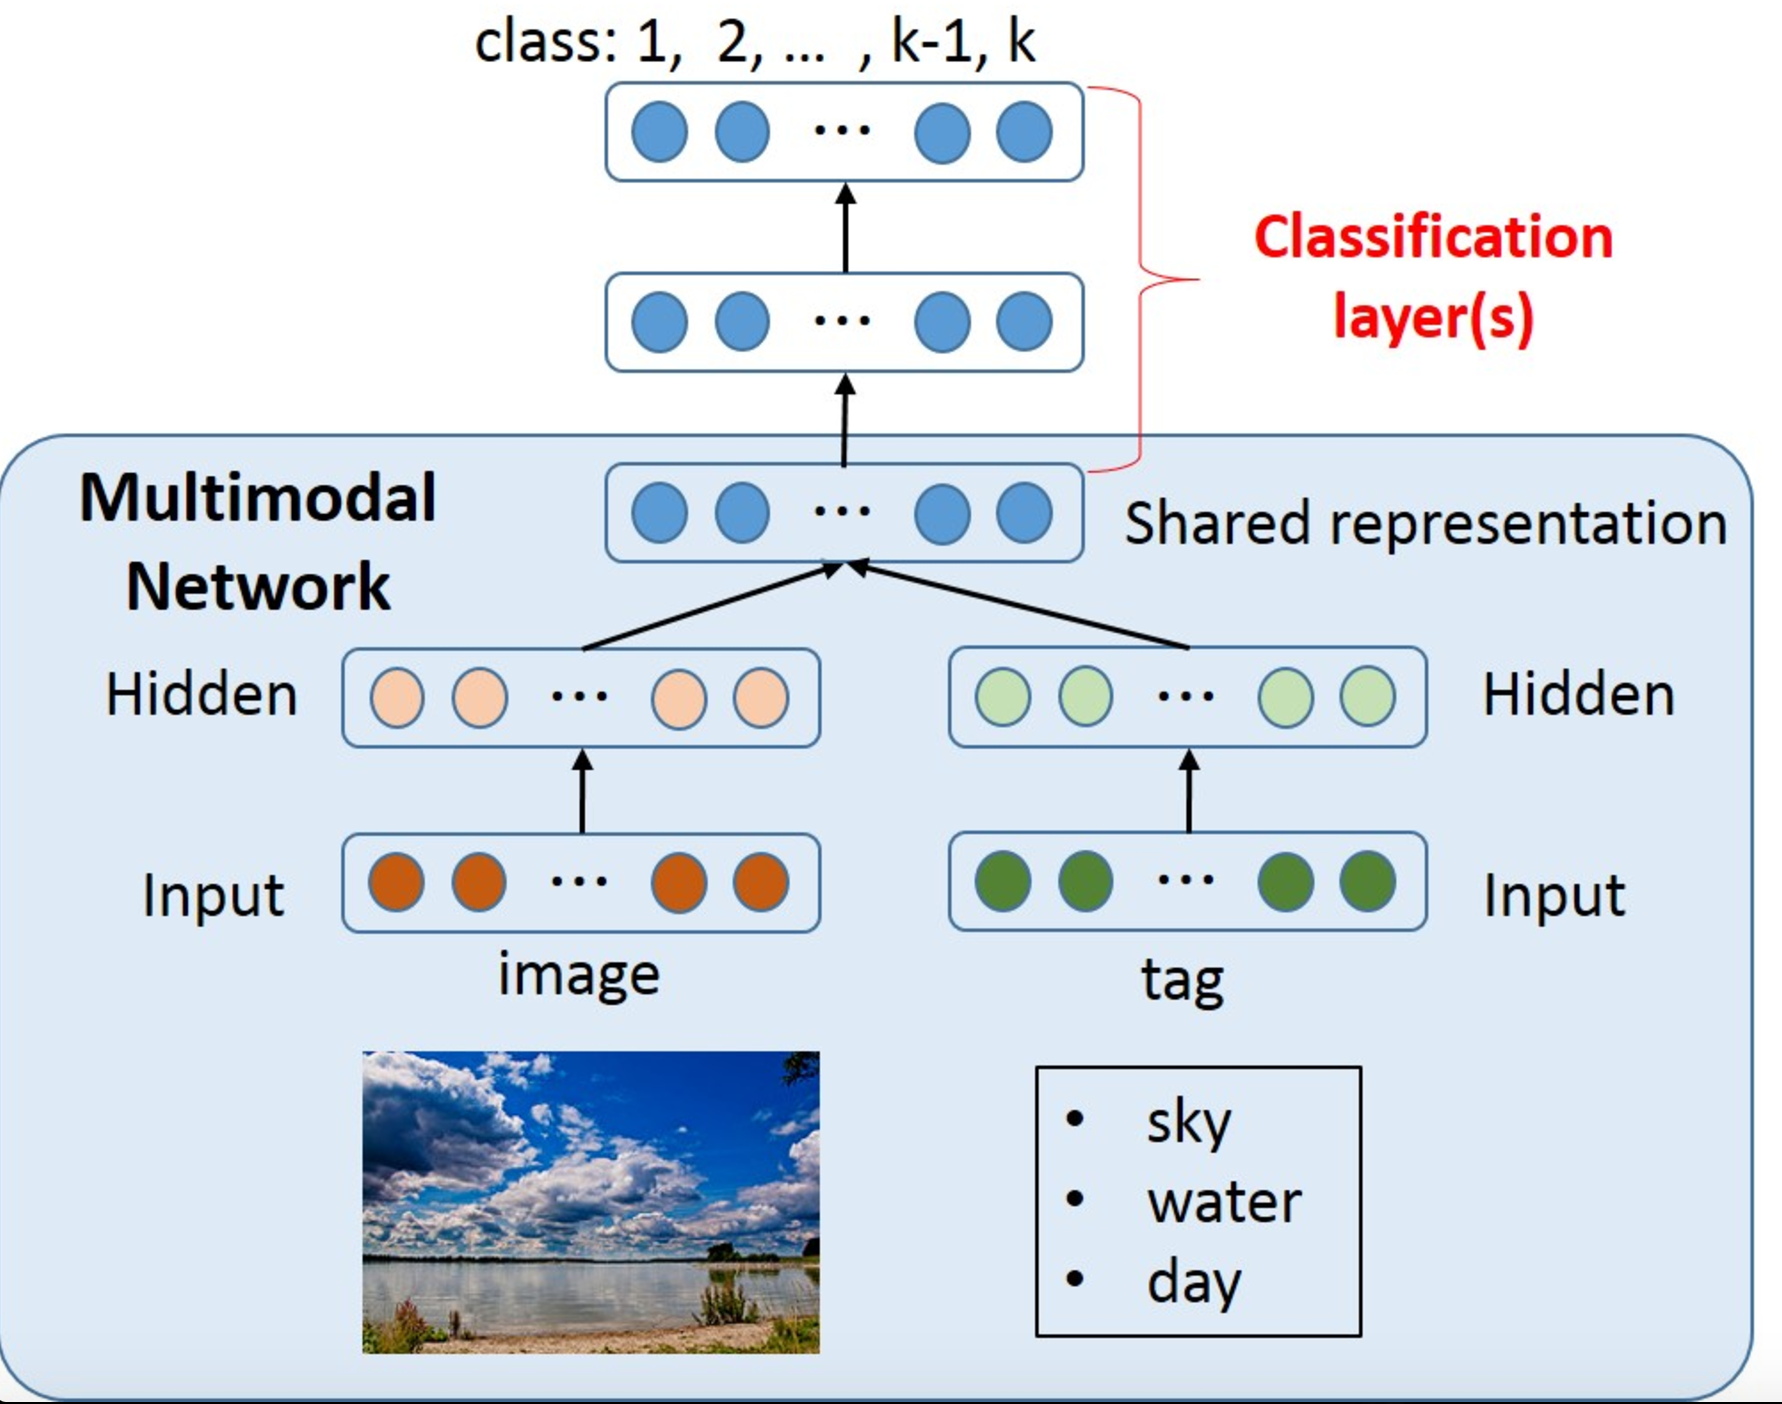 class: 1, 2, ... , k-1, k
Classification
layer(s)
Multimodal
Network
Shared representation
Hidden
Hidden
Input
Input
image
tag
• sky
• water
• day